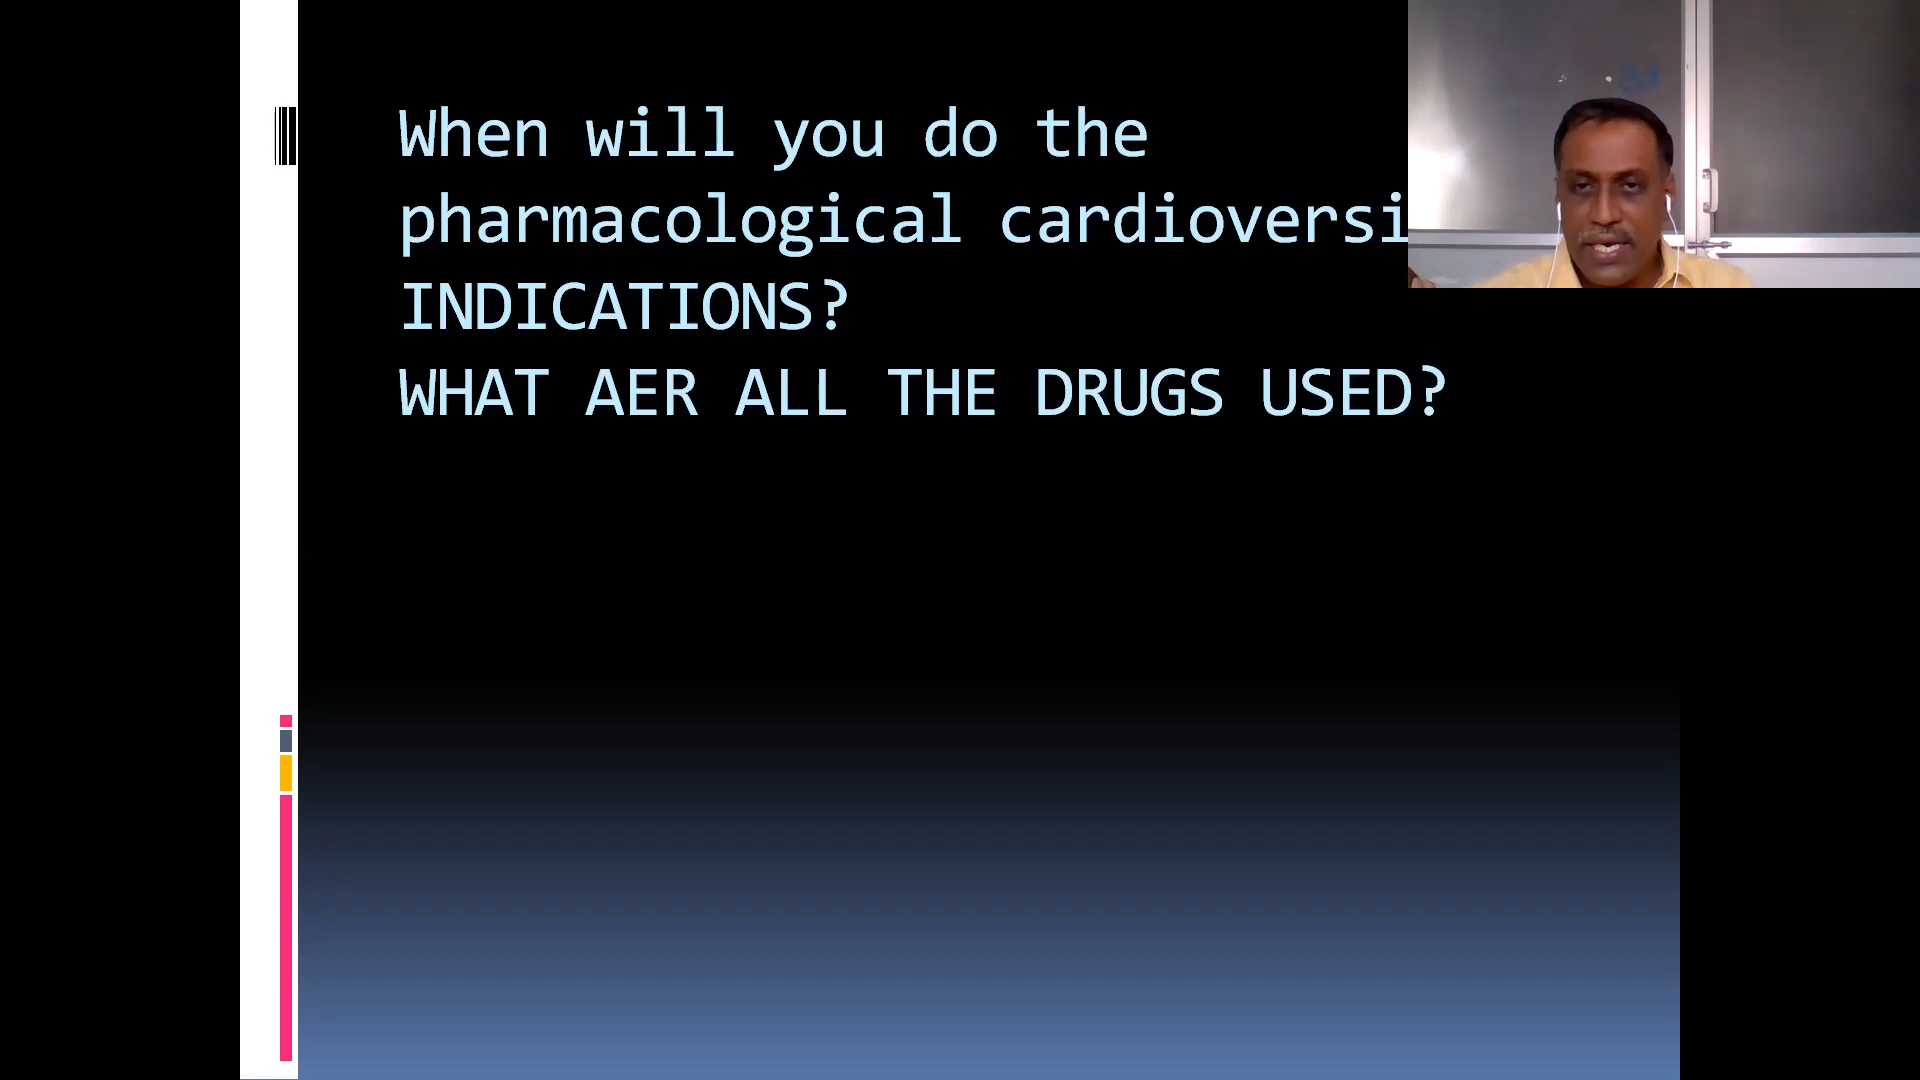 When will you do the
pharmacological cardioversi
INDICATIONS?
WHAT AER ALL THE DRUGS USED?